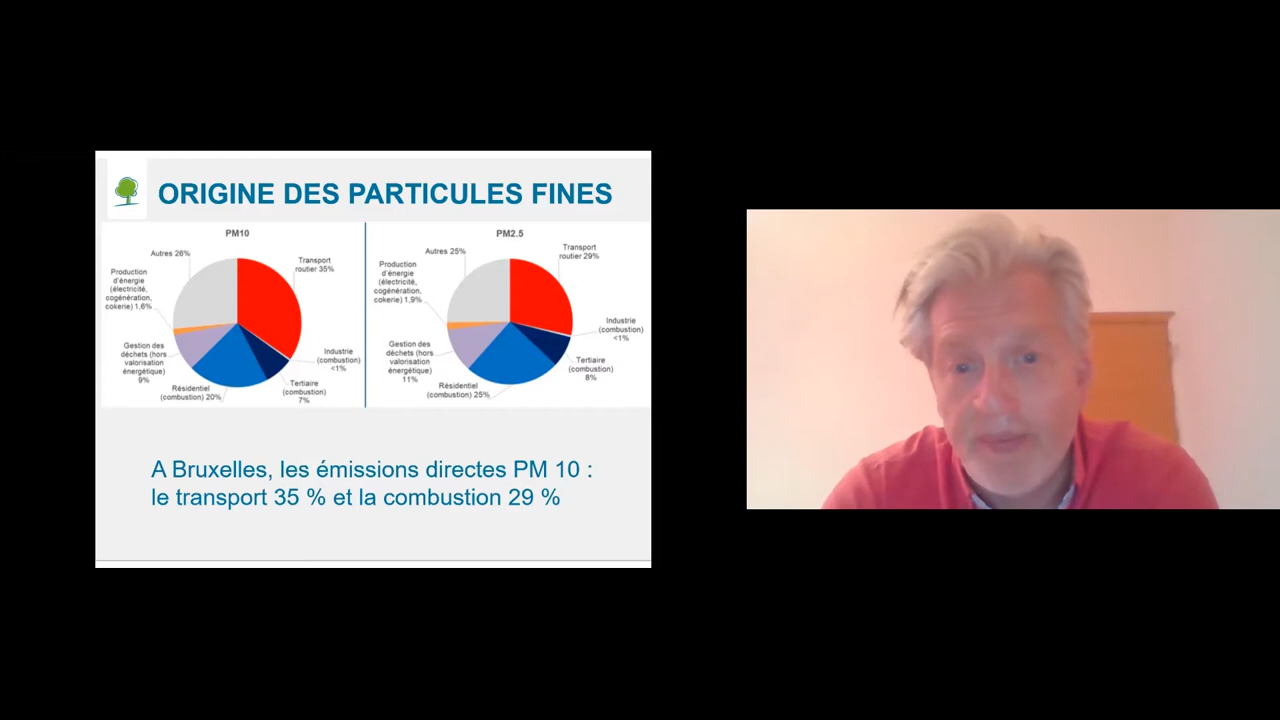 ORIGINE DES PARTICULES FINES
PM10
Autres 26%
Transport
routier 35%
Production
d'énergie
(électricité,
cogénération,
cokerie) 1,6%
Gestion des
déchets (hors
valorisation
énergétique)
9%
Industrie
(combustion)
<1%
Résidentiel
(combustion) 20%
Tertiaire
(combustion)
7%
PM2.5
Autres 25%
Transport
routier 29%
Production
d'énergie
(électricité,
cogénération,
cokerie) 1,9%
Industrie
(combustion)
<1%
Gestion des
déchets (hors
valorisation
énergétique)
11%
Tertiaire
(combustion)
8%
Résidentiel
(combustion) 25%
A Bruxelles, les émissions directes PM 10 :
le transport 35 % et la combustion 29 %